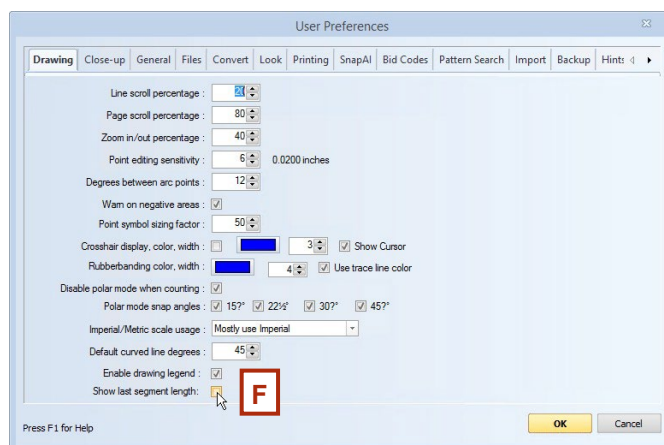 User Preferences
Drawing Close-up General Files Convert Look Printing SnapAI Bid Codes Pattern Search Import Backup Hints
Line scroll percentage : 20
Page scroll percentage : 80
Zoom in/out percentage : 40
Point editing sensitivity : 6 0.0200 inches
Degrees between arc points : 12
Warn on negative areas :
Point symbol sizing factor : 50
Crosshair display, color, width : 3 Show Cursor
Rubberbanding color, width : 4 Use trace line color
Disable polar mode when counting :
Polar mode snap angles : 15?° 22½° 30?° 45?°
Imperial/Metric scale usage : Mostly use Imperial
Default curved line degrees : 45
Enable drawing legend :
Show last segment length: F
Press F1 for Help OK Cancel